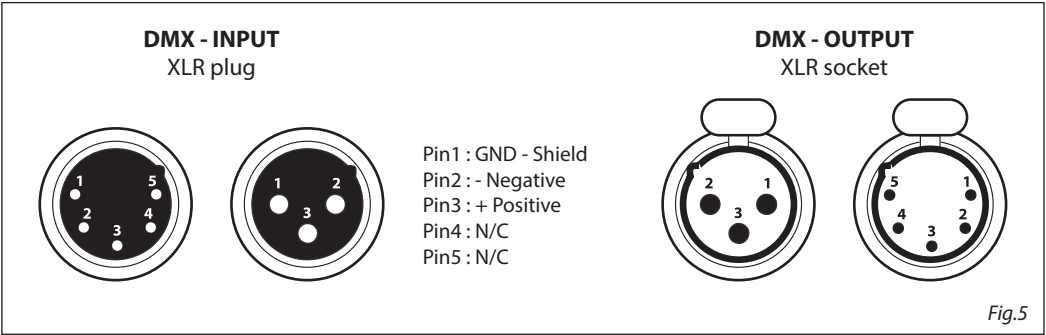 DMX - INPUT
XLR plug
1 5
2 4
3
1 2
3
Pin1 : GND - Shield
Pin2 : - Negative
Pin3 : + Positive
Pin4 : N/C
Pin5 : N/C
DMX - OUTPUT
XLR socket
2 1
3
5 1
4 2
3
Fig.5